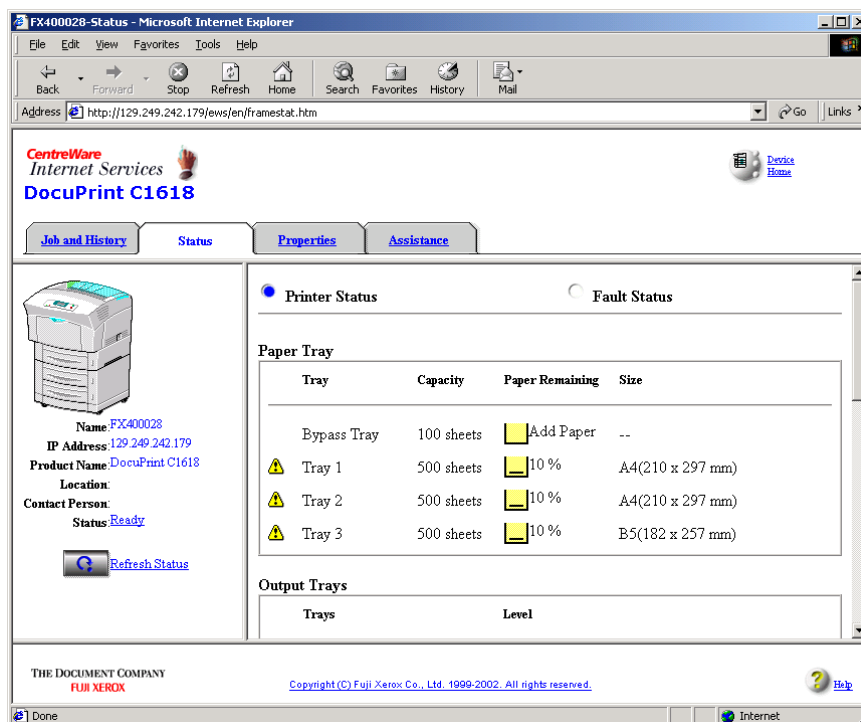 FX400028-Status - Microsoft Internet Explorer
File Edit View Favorites Tools Help
Back Forward Stop Refresh Home Search Favorites History Mail
Address http://129.249.242.179/ews/en/framestat.htm Go Links
CentreWare
Internet Services
DocuPrint C1618
Device
Home
Job and History Status Properties Assistance
Name:FX400028
IP Address:129.249.242.179
Product Name:DocuPrint C1618
Location:
Contact Person:
Status:Ready
Refresh Status
Printer Status Fault Status
Paper Tray
Tray Capacity Paper Remaining Size
Bypass Tray 100 sheets Add Paper --
Tray 1 500 sheets 10 % A4(210 x 297 mm)
Tray 2 500 sheets 10 % A4(210 x 297 mm)
Tray 3 500 sheets 10 % B5(182 x 257 mm)
Output Trays
Trays Level
THE DOCUMENT COMPANY
FUJI XEROX
Copyright (C) Fuji Xerox Co., Ltd. 1999-2002. All rights reserved.
Help
Done Internet